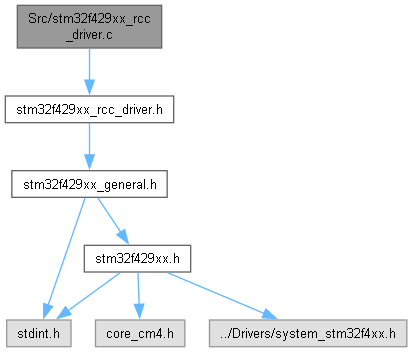 Src/stm32f429xx_rcc
_driver.c
stm32f429xx_rcc_driver.h
stm32f429xx_general.h
stm32f429xx.h
stdint.h
core_cm4.h
../Drivers/system_stm32f4xx.h